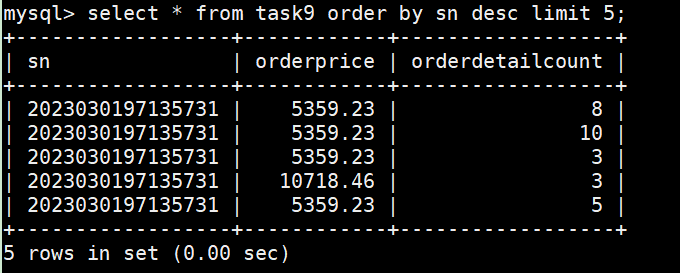 mysql> select * from task9 order by sn desc limit 5;
+------------------+------------+------------------+
| sn               | orderprice | orderdetailcount |
+------------------+------------+------------------+
| 2023030197135731 |    5359.23 |                8 |
| 2023030197135731 |    5359.23 |               10 |
| 2023030197135731 |    5359.23 |                3 |
| 2023030197135731 |   10718.46 |                3 |
| 2023030197135731 |    5359.23 |                5 |
+------------------+------------+------------------+
5 rows in set (0.00 sec)